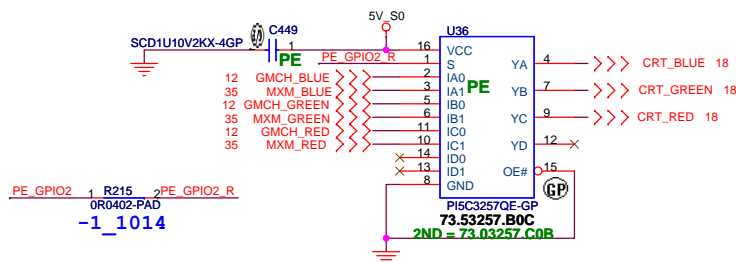 5V_S0
SCD1U10V2KX-4GP
C449
1
PE
GP
U36
PE_GPIO2_R
16 VCC
1 S
12 GMCH_BLUE 2 IA0
35 MXM_BLUE 3 IA1
12 GMCH_GREEN 5 IB0
35 MXM_GREEN 6 IB1
12 GMCH_RED 11 IC0
35 MXM_RED 10 IC1
14 ID0
13 ID1
8 GND
PE
YA 4 CRT_BLUE 18
YB 7 CRT_GREEN 18
YC 9 CRT_RED 18
YD 12
OE# 15
GP
PI5C3257QE-GP
73.53257.B0C
2ND = 73.03257.C0B
PE_GPIO2 1 R215 2 PE_GPIO2_R
0R0402-PAD
-1_1014